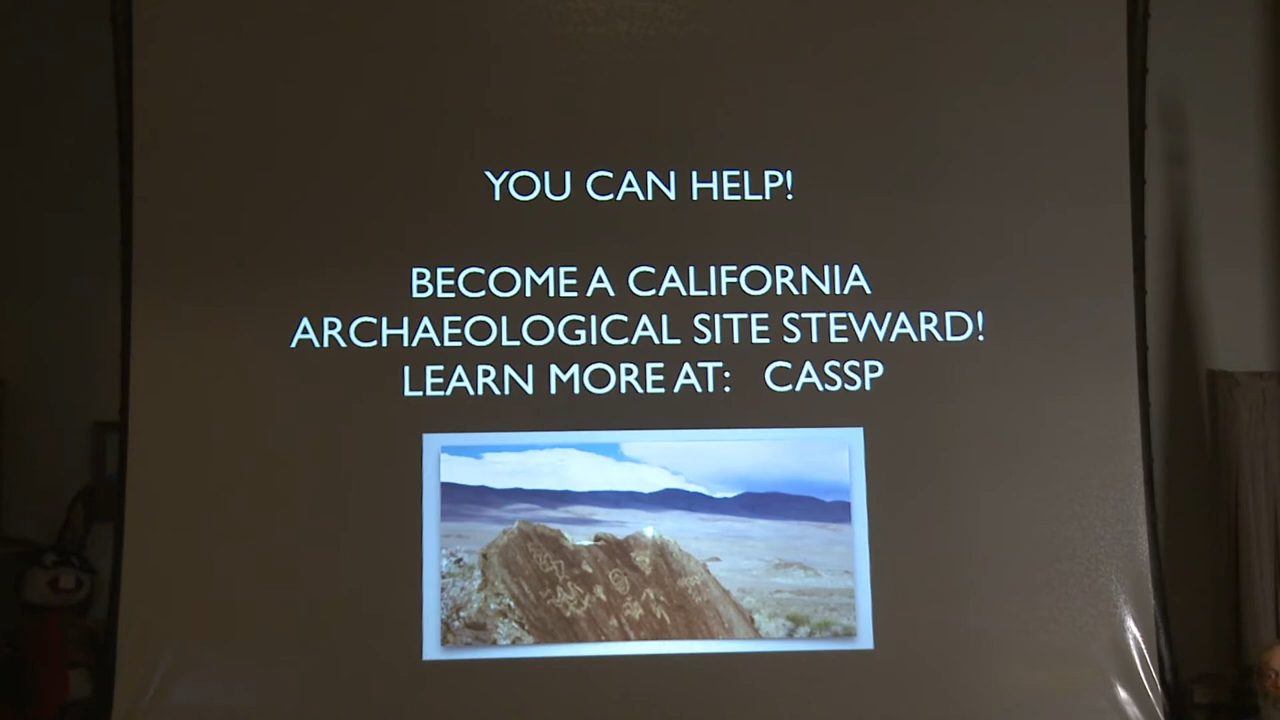 YOU CAN HELP!
BECOME A CALIFORNIA
ARCHAEOLOGICAL SITE STEWARD!
LEARN MORE AT: CASSP